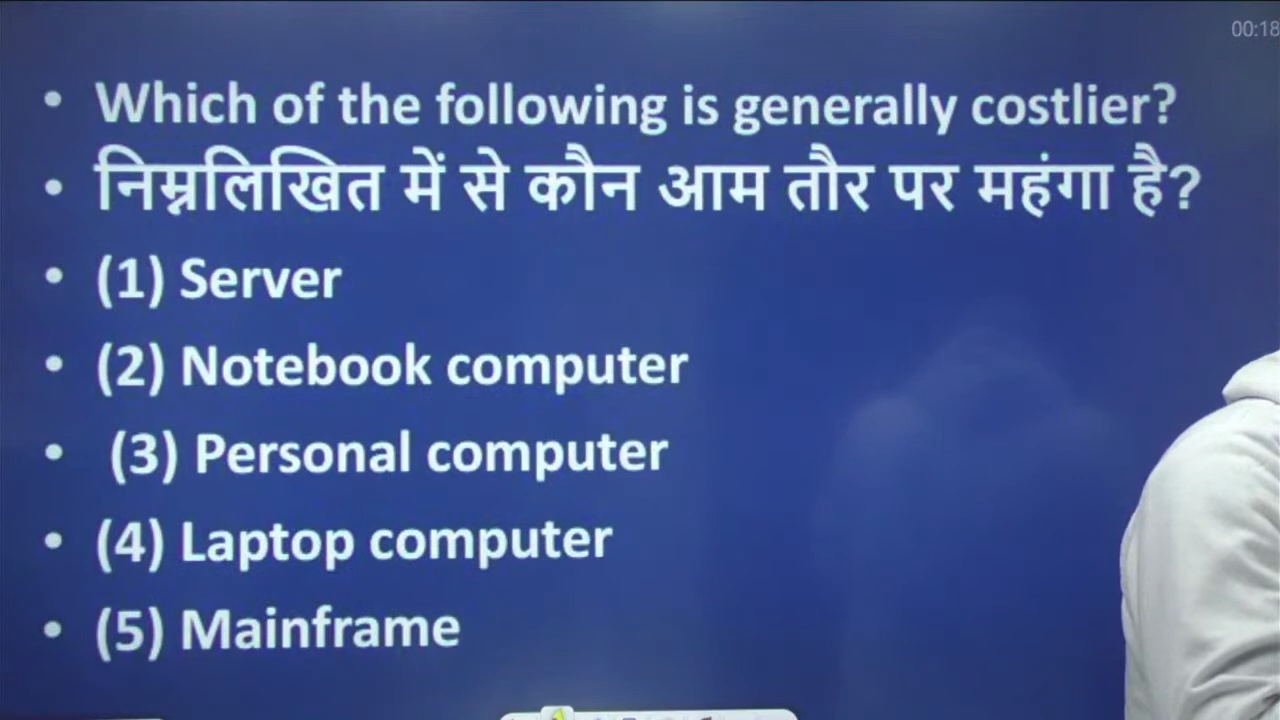 00:18
• Which of the following is generally costlier?
• निम्नलिखित में से कौन आम तौर पर महंगा है?
• (1) Server
• (2) Notebook computer
• (3) Personal computer
• (4) Laptop computer
• (5) Mainframe